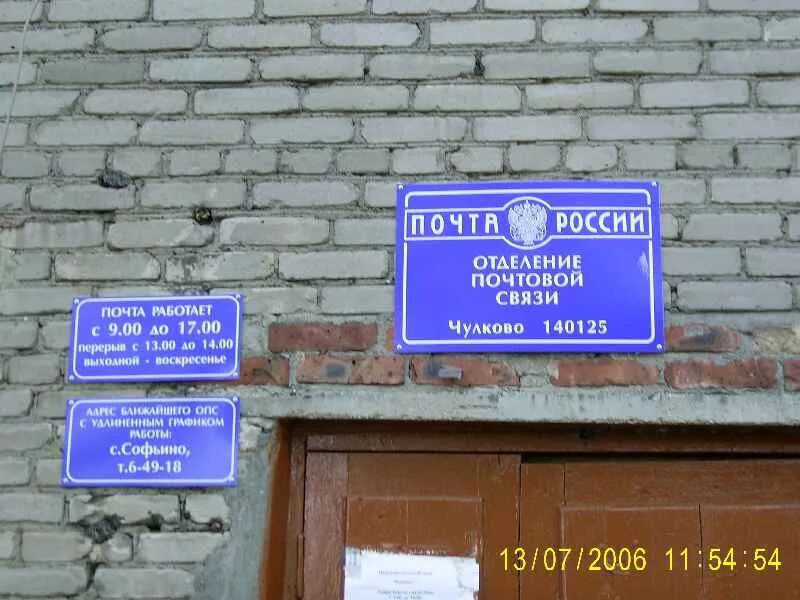 ПОЧТА РОССИИ
ОТДЕЛЕНИЕ
ПОЧТОВОЙ
СВЯЗИ
Чулково 140125
ПОЧТА РАБОТАЕТ
с 9.00 до 17.00
перерыв с 13.00 до 14.00
выходной - воскресенье
АДРЕС БЛИЖАЙШЕГО ОПС
С УДЛИНЕННЫМ ГРАФИКОМ
РАБОТЫ:
с.Софьино,
т.6-49-18
13/07/2006 11:54:54